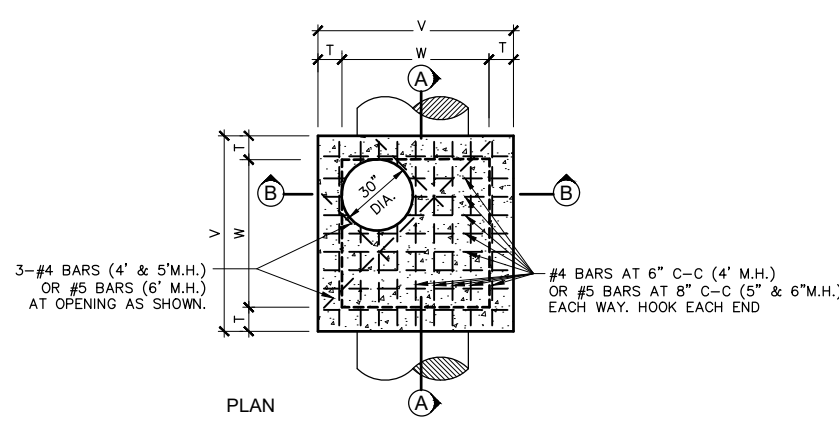 V
T W T
A
B
30"
DIA.
B
V
T
W
T
3-#4 BARS (4' & 5'M.H.)
OR #5 BARS (6' M.H.)
AT OPENING AS SHOWN.
#4 BARS AT 6" C-C (4' M.H.)
OR #5 BARS AT 8" C-C (5" & 6"M.H.)
EACH WAY. HOOK EACH END
A
PLAN